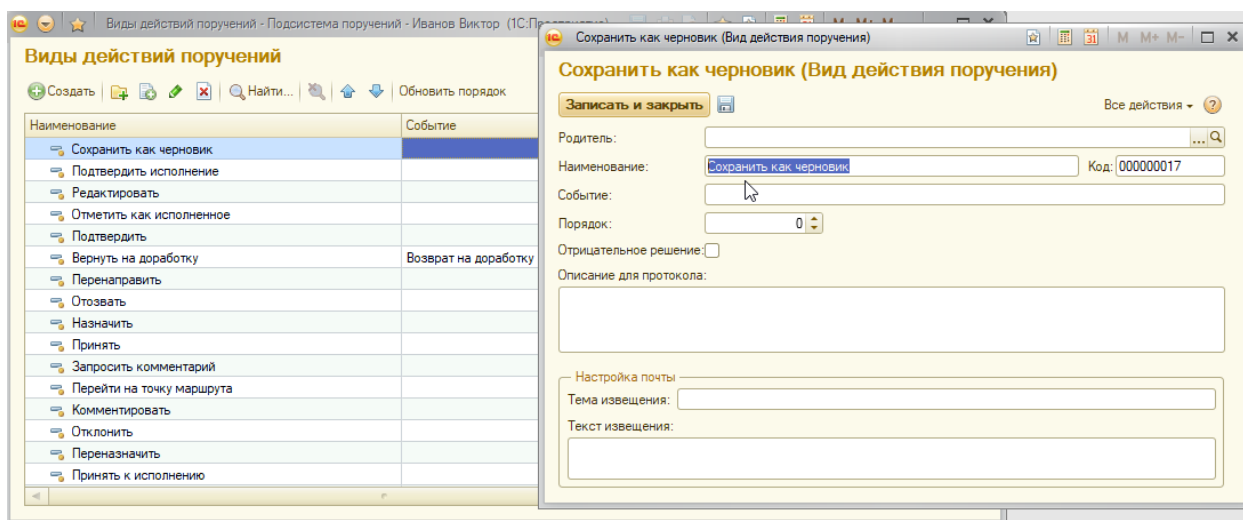 Виды действий поручений - Подсистема поручений - Иванов Виктор (1С:Предприятие)
Виды действий поручений
Создать Найти... Обновить порядок
Наименование Событие
Сохранить как черновик
Подтвердить исполнение
Редактировать
Отметить как исполненное
Подтвердить
Вернуть на доработку Возврат на доработку
Перенаправить
Отозвать
Назначить
Принять
Запросить комментарий
Перейти на точку маршрута
Комментировать
Отклонить
Переназначить
Принять к исполнению
Сохранить как черновик (Вид действия поручения) 31 M M+ M-
Сохранить как черновик (Вид действия поручения)
Записать и закрыть Все действия ?
Родитель: ...
Наименование: Сохранить как черновик Код: 000000017
Событие:
Порядок: 0
Отрицательное решение:
Описание для протокола:
Настройка почты
Тема извещения:
Текст извещения: